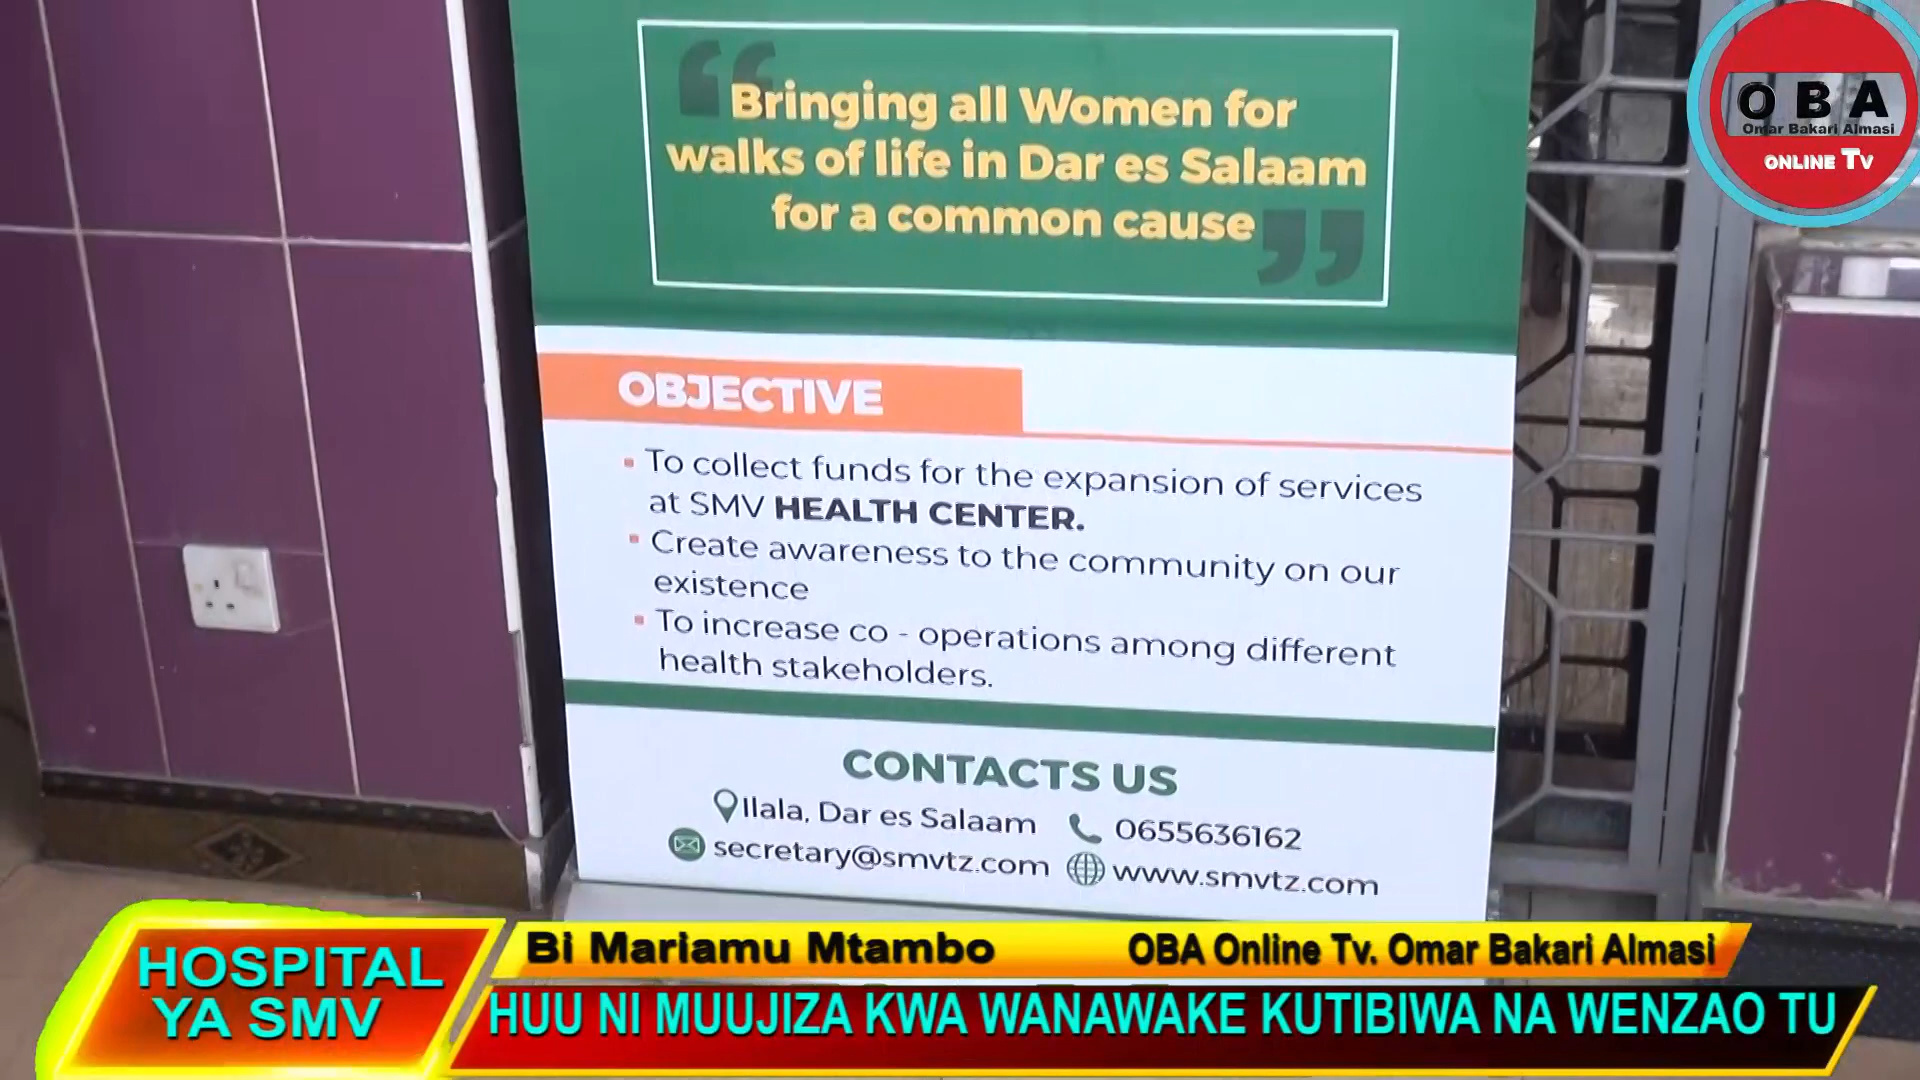 “Bringing all Women for
walks of life in Dar es Salaam
for a common cause”
OBA
Omar Bakari Almasi
ONLINE Tv
OBJECTIVE
▪ To collect funds for the expansion of services
at SMV HEALTH CENTER.
▪ Create awareness to the community on our
existence
▪ To increase co - operations among different
health stakeholders.
CONTACTS US
Ilala, Dar es Salaam 0655636162
secretary@smvtz.com www.smvtz.com
HOSPITAL
YA SMV
Bi Mariamu Mtambo OBA Online Tv. Omar Bakari Almasi
HUU NI MUUJIZA KWA WANAWAKE KUTIBIWA NA WENZAO TU